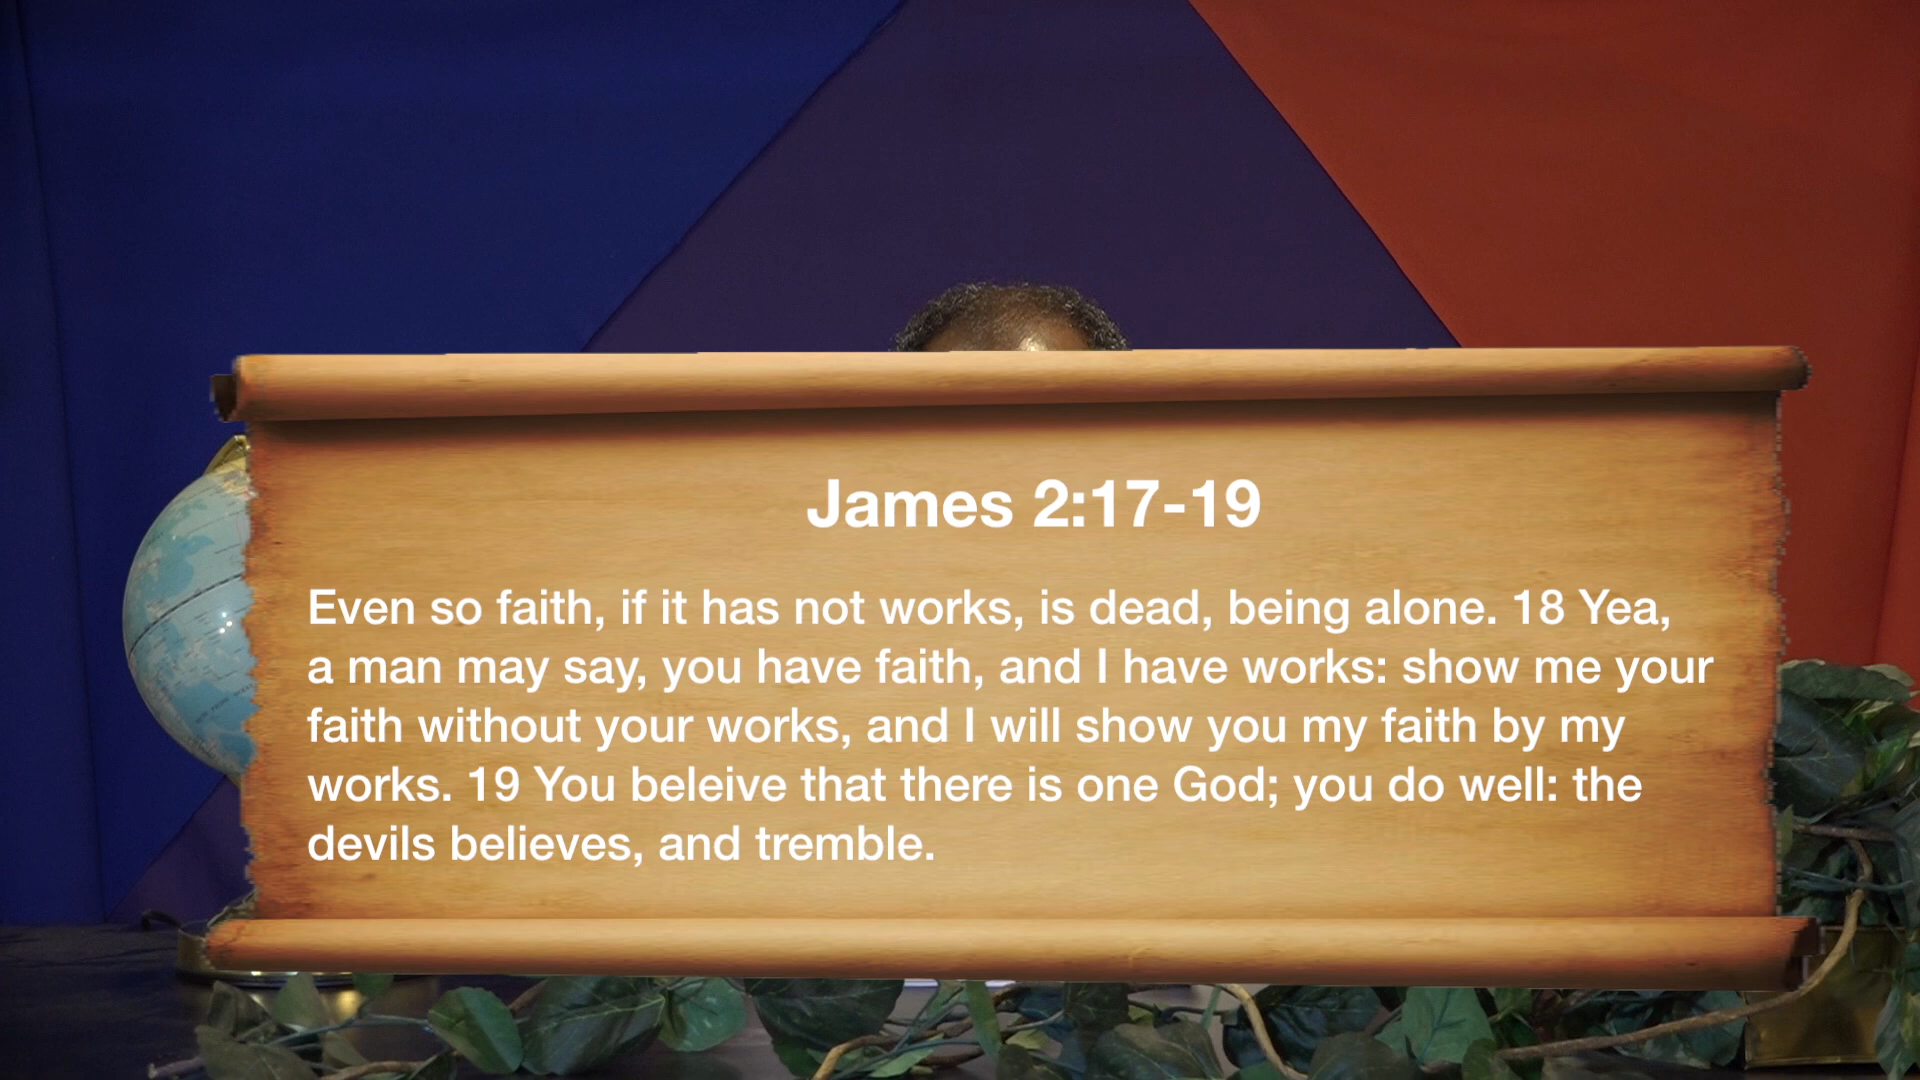 James 2:17-19
Even so faith, if it has not works, is dead, being alone. 18 Yea,
a man may say, you have faith, and I have works: show me your
faith without your works, and I will show you my faith by my
works. 19 You beleive that there is one God; you do well: the
devils believes, and tremble.